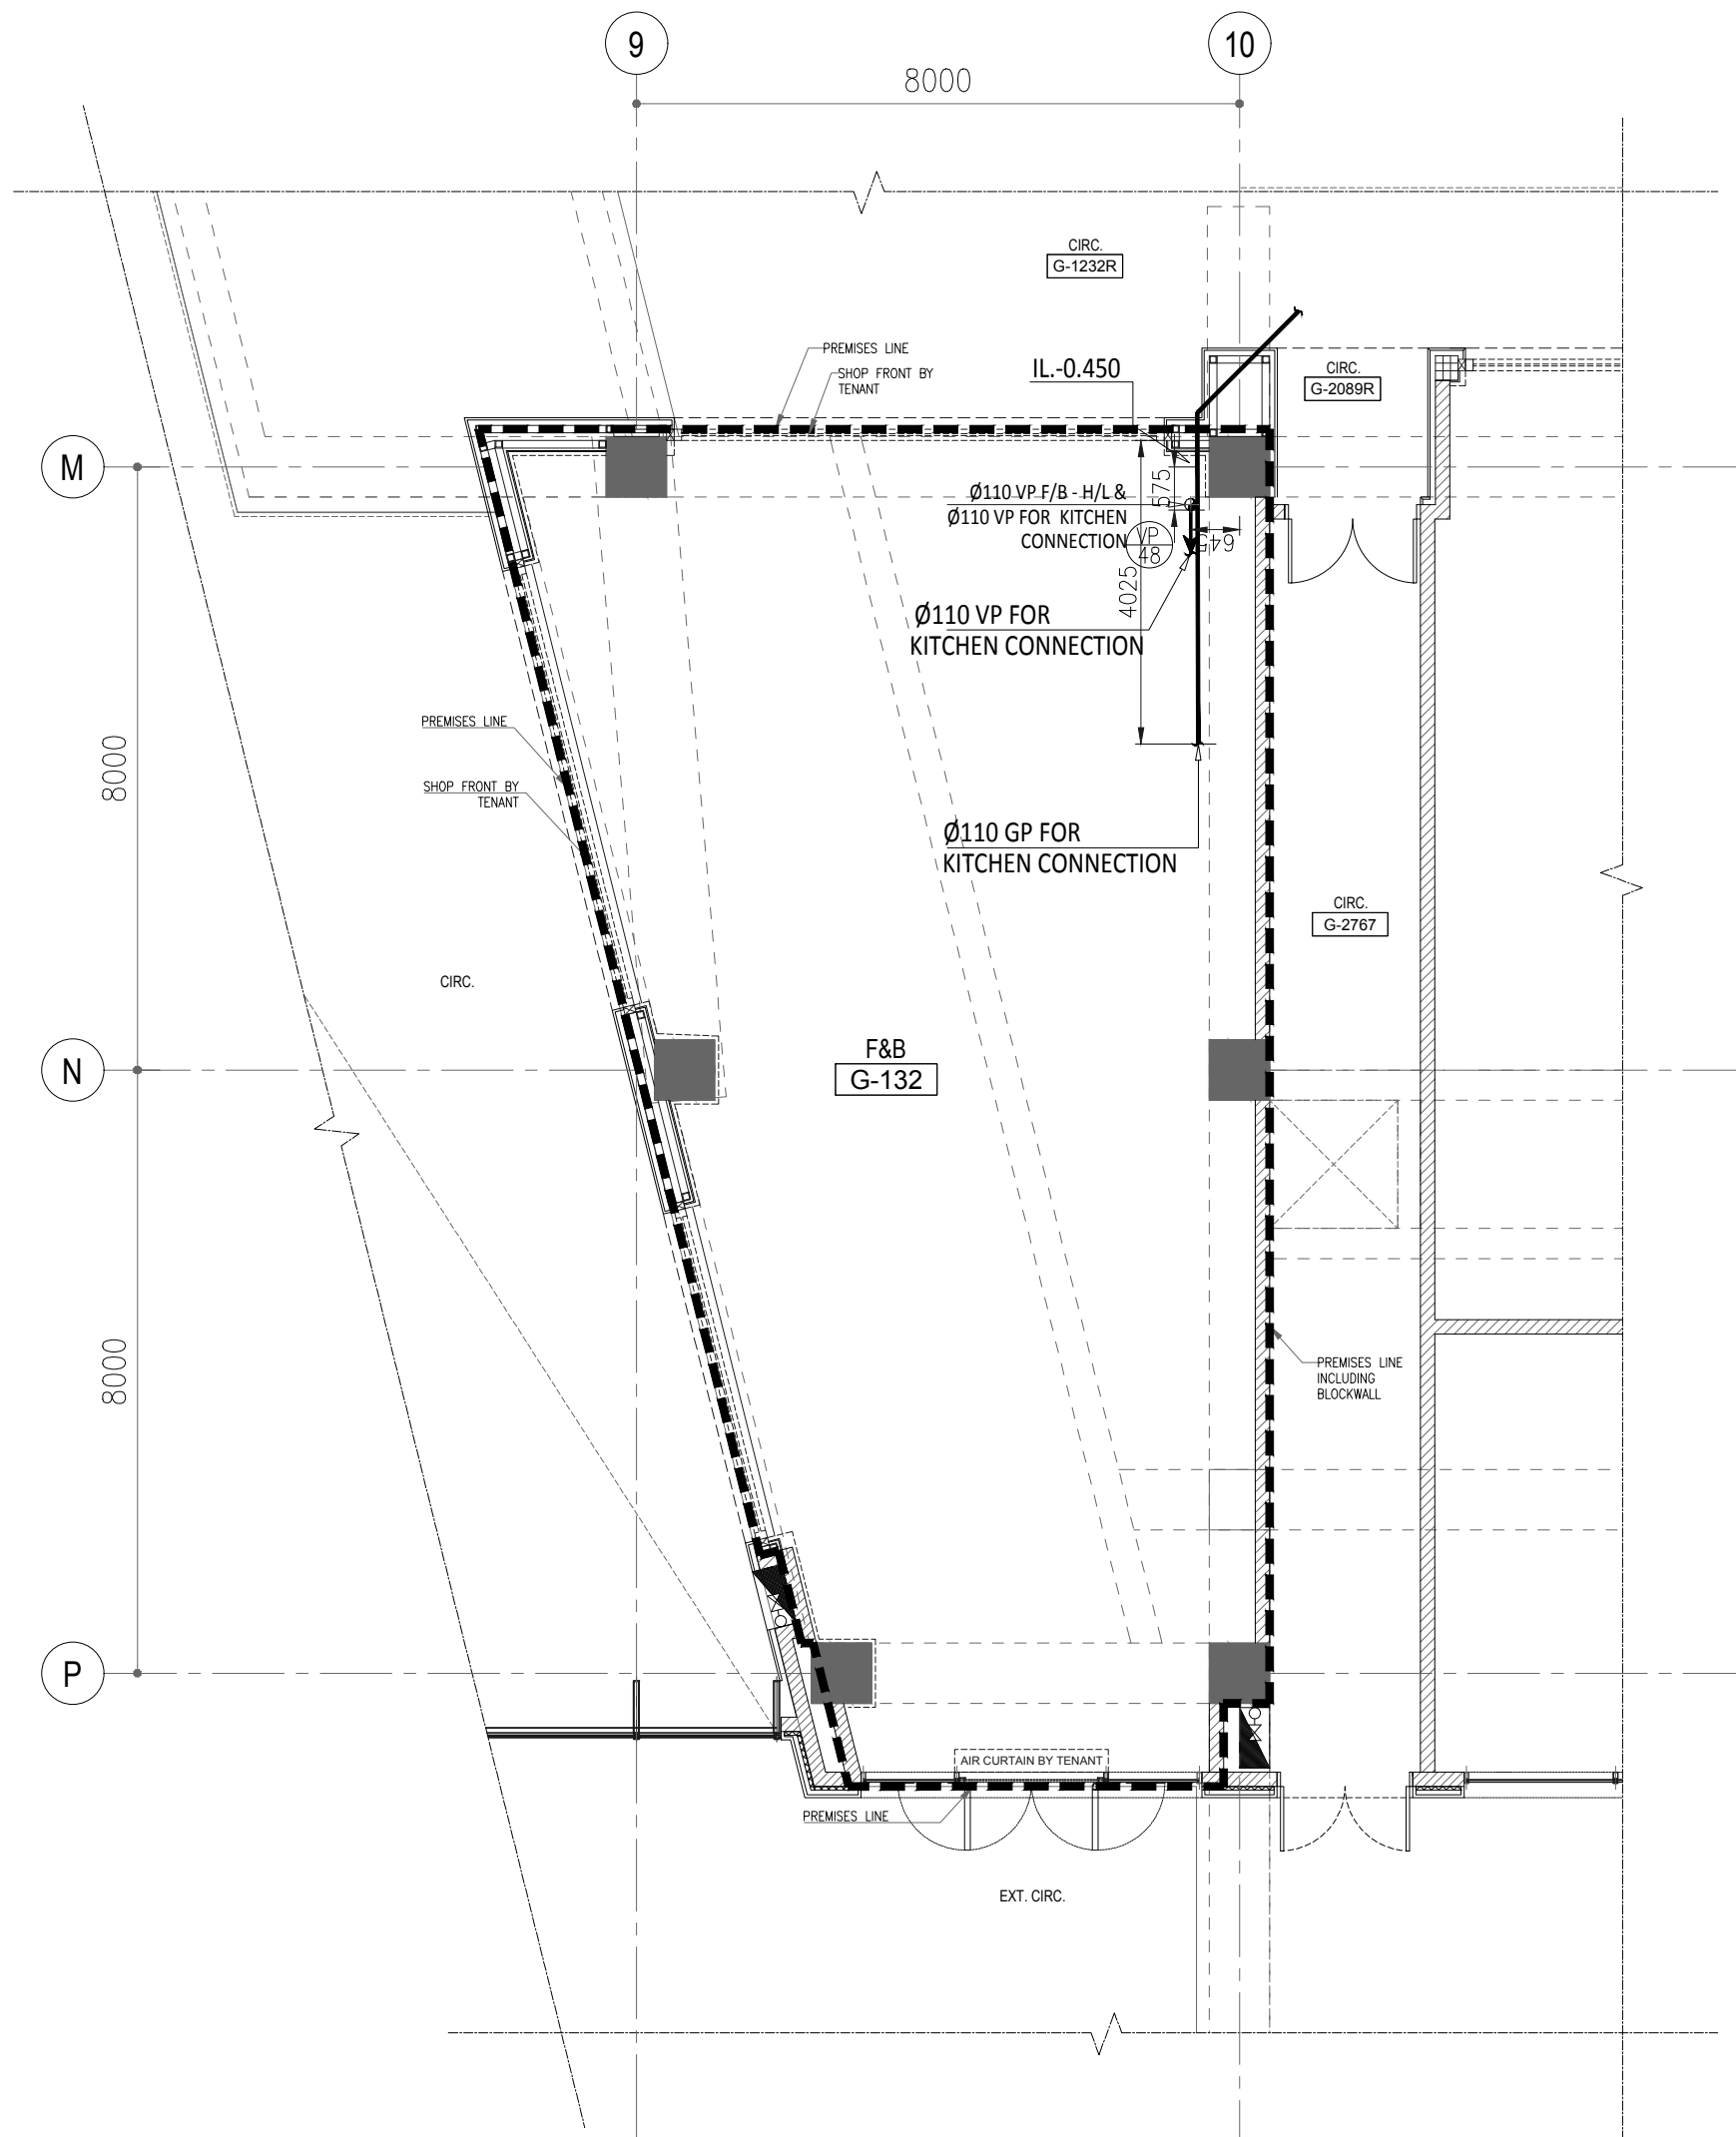 9
10
8000
CIRC.
G-1232R
PREMISES LINE
SHOP FRONT BY
TENANT
IL.-0.450
CIRC.
G-2089R
M
Ø110 VP F/B - H/L &
Ø110 VP FOR KITCHEN
CONNECTION
VP
48
575
645
4025
Ø110 VP FOR
KITCHEN CONNECTION
PREMISES LINE
8000
SHOP FRONT BY
TENANT
Ø110 GP FOR
KITCHEN CONNECTION
CIRC.
G-2767
CIRC.
N
F&B
G-132
8000
PREMISES LINE
INCLUDING
BLOCKWALL
P
AIR CURTAIN BY TENANT
PREMISES LINE
EXT. CIRC.